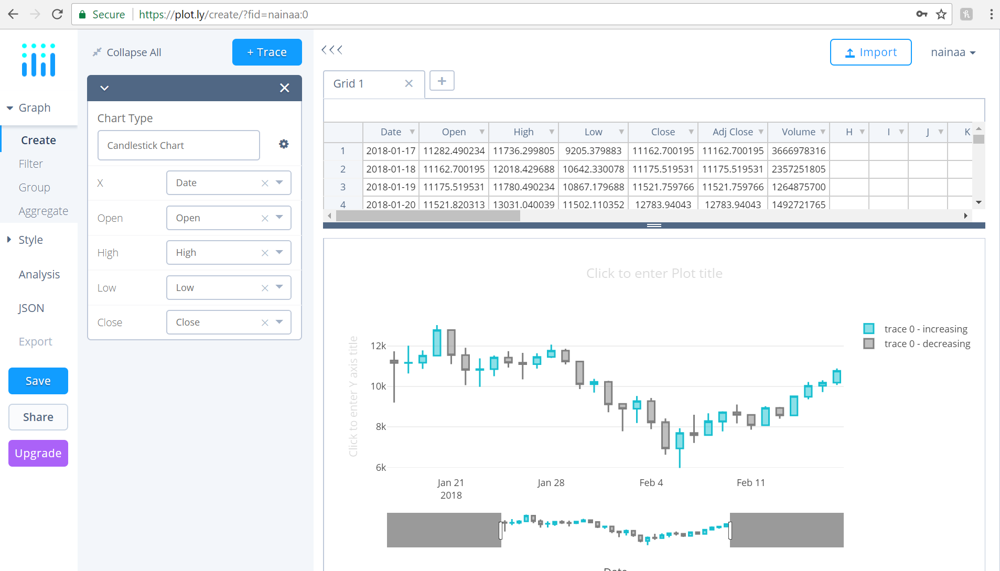 Secure https://plot.ly/create/?fid=nainaa:0
Collapse All
+ Trace
Import
nainaa
Grid 1
+
Graph
Create
Filter
Group
Aggregate
Style
Analysis
JSON
Export
Save
Share
Upgrade
Chart Type
Candlestick Chart
X Date
Open Open
High High
Low Low
Close Close
Date Open High Low Close Adj Close Volume H I J K
1 2018-01-17 11282.490234 11736.299805 9205.379883 11162.700195 11162.700195 3666978316
2 2018-01-18 11162.700195 12018.429688 10642.330078 11175.519531 11175.519531 2357251805
3 2018-01-19 11175.519531 11780.490234 10867.179688 11521.759766 11521.759766 1264875700
4 2018-01-20 11521.820313 13031.040039 11502.110352 12783.94043 12783.94043 1492721765
Click to enter Plot title
Click to enter Y axis title
12k
10k
8k
6k
trace 0 - increasing
trace 0 - decreasing
Jan 21 Jan 28 Feb 4 Feb 11
2018
Date